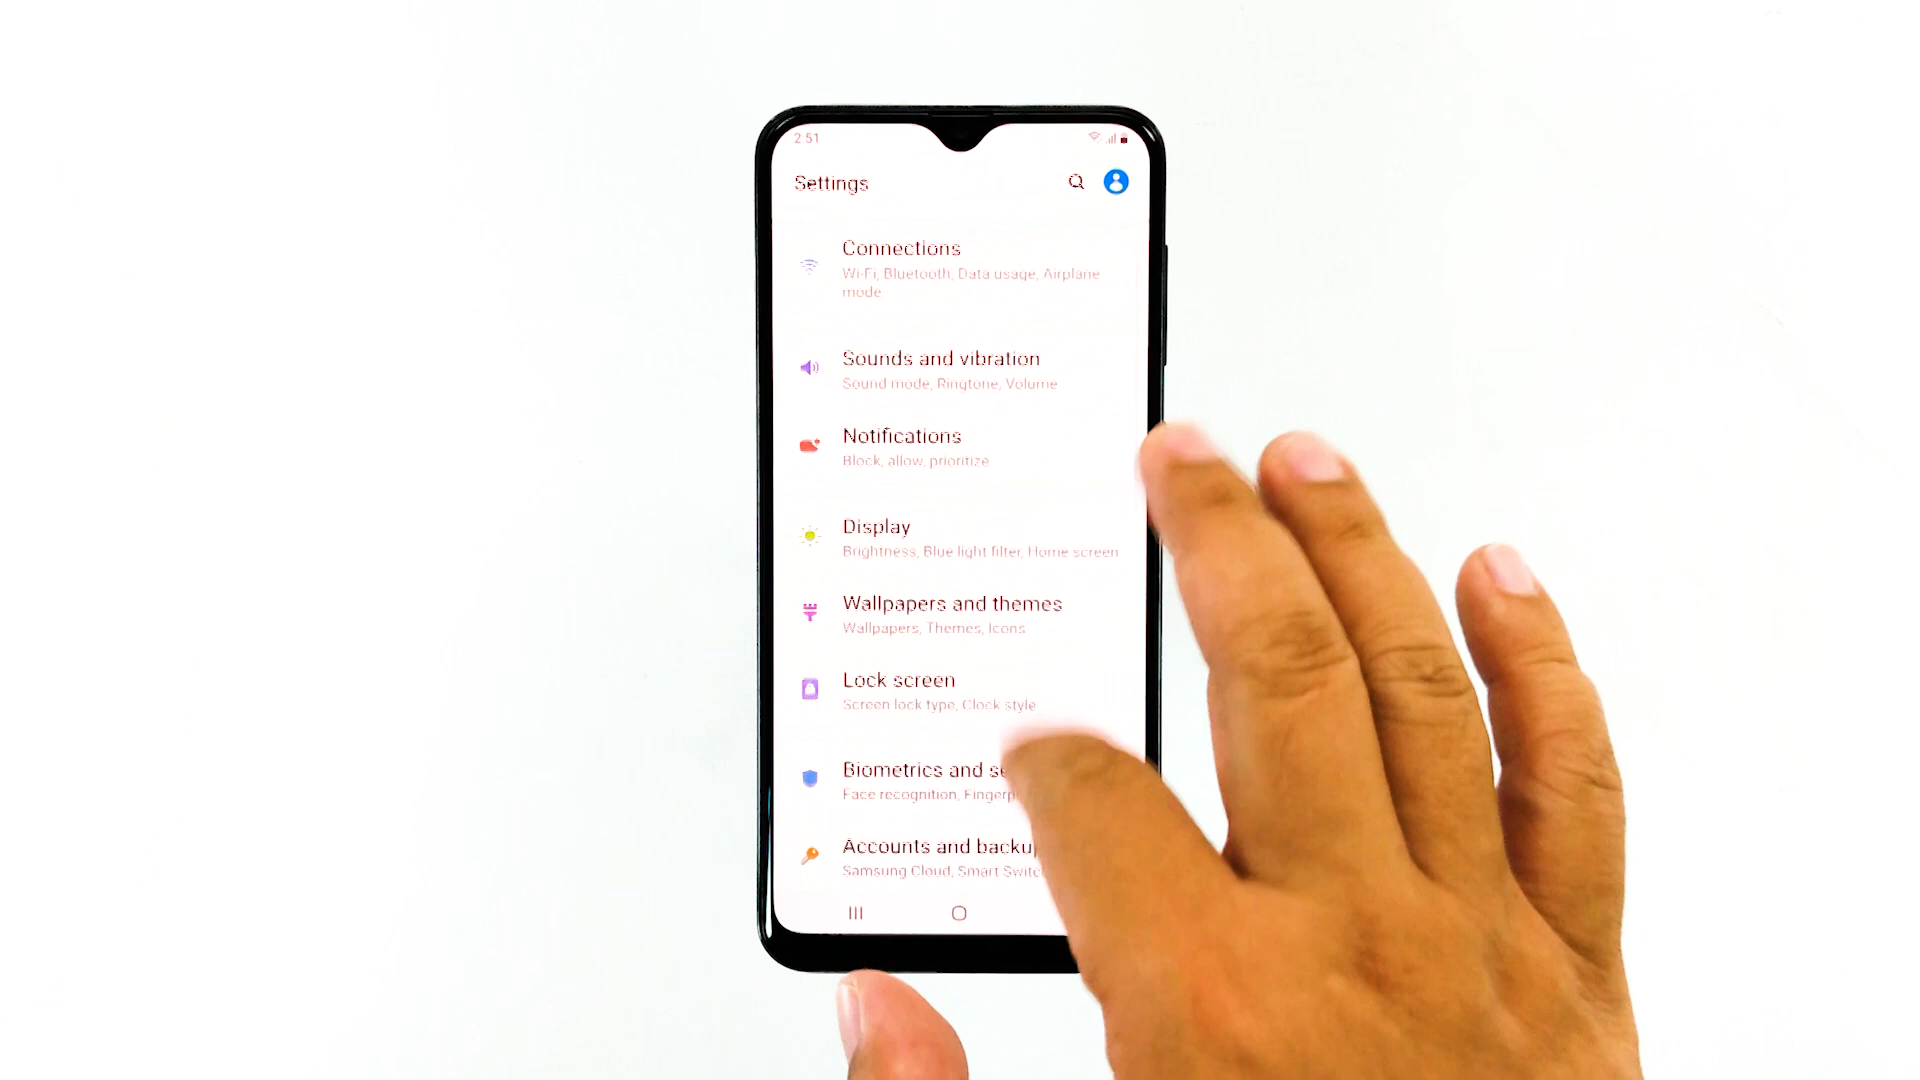 2:51
Settings
Connections
Wi-Fi, Bluetooth, Data usage, Airplane
mode
Sounds and vibration
Sound mode, Ringtone, Volume
Notifications
Block, allow, prioritize
Display
Brightness, Blue light filter, Home screen
Wallpapers and themes
Wallpapers, Themes, Icons
Lock screen
Screen lock type, Clock style
Biometrics and
Face recognition,
Accounts and
Samsung Cloud, Smart